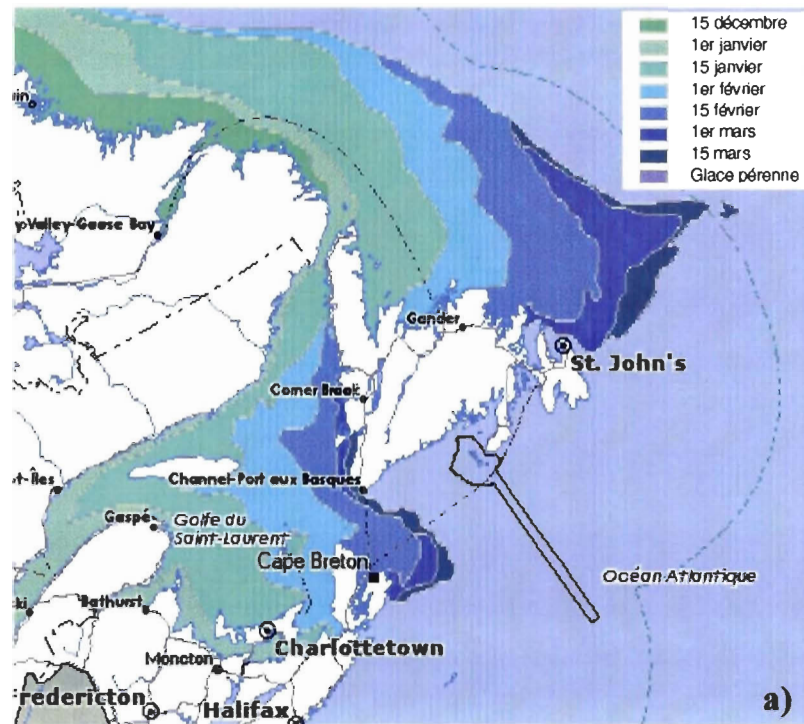 15 décembre
1er janvier
15 janvier
1er février
15 février
1er mars
15 mars
Glace pérenne
Valley-Goose Bay
Gander
St. John's
Corner Brook
Channel-Port aux Basques
Gaspé
Golfe du
Saint-Laurent
Cape Breton
Océan Atlantique
Bathurst
Charlottetown
Moncton
redericton
Halifax
a)